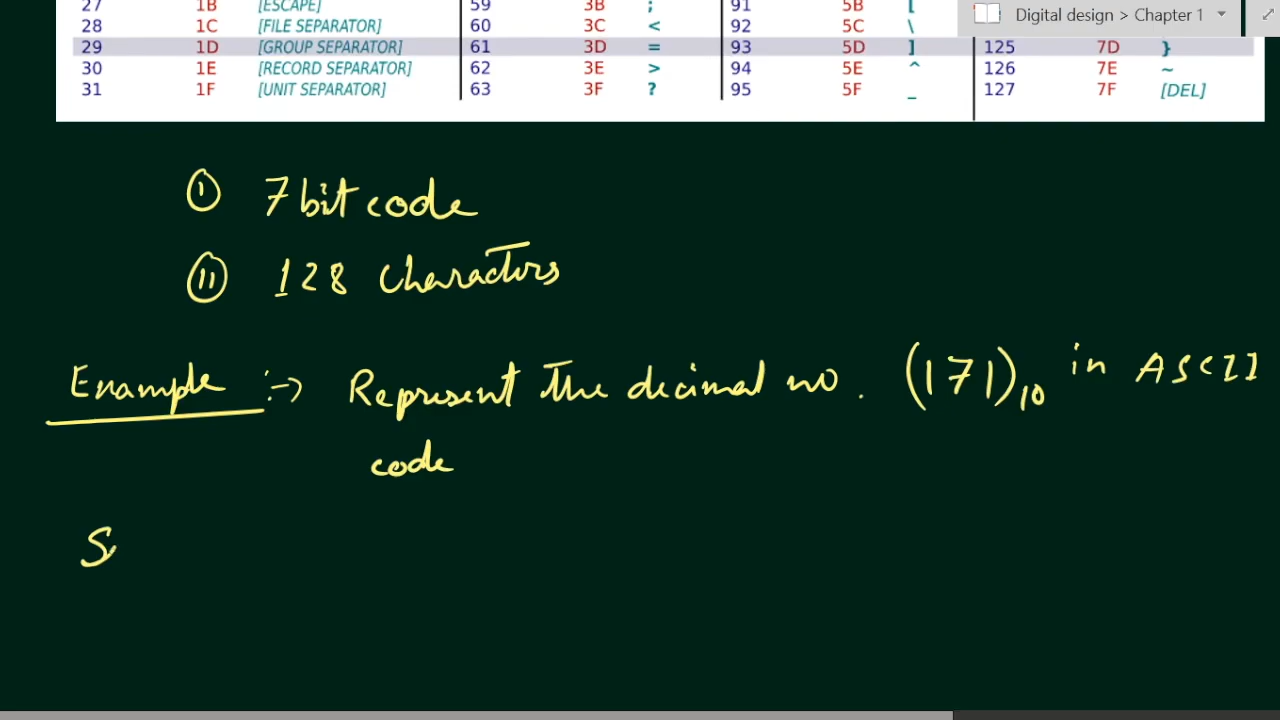 27 1B [ESCAPE] 59 3B ; 91 5B [
Digital design > Chapter 1
28 1C [FILE SEPARATOR] 60 3C < 92 5C \
29 1D [GROUP SEPARATOR] 61 3D = 93 5D ] 125 7D }
30 1E [RECORD SEPARATOR] 62 3E > 94 5E ^ 126 7E ~
31 1F [UNIT SEPARATOR] 63 3F ? 95 5F _ 127 7F [DEL]
(i) 7 bit code
(ii) 128 characters
Example :-> Represent the decimal no. (171)10 in ASCII
code
S